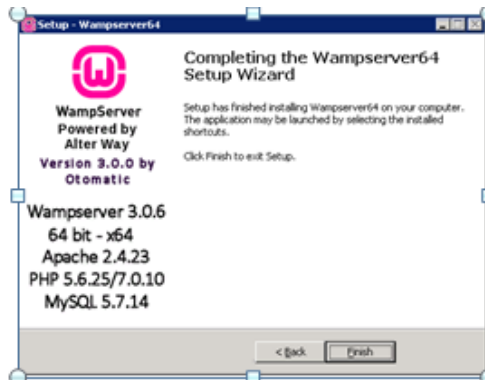 Setup - Wampserver64
Completing the Wampserver64
Setup Wizard
Setup has finished installing Wampserver64 on your computer.
The application may be launched by selecting the installed
shortcuts.
Click Finish to exit Setup.
WampServer
Powered by
Alter Way
Version 3.0.0 by
Otomatic
Wampserver 3.0.6
64 bit - x64
Apache 2.4.23
PHP 5.6.25/7.0.10
MySQL 5.7.14
< Back
Finish